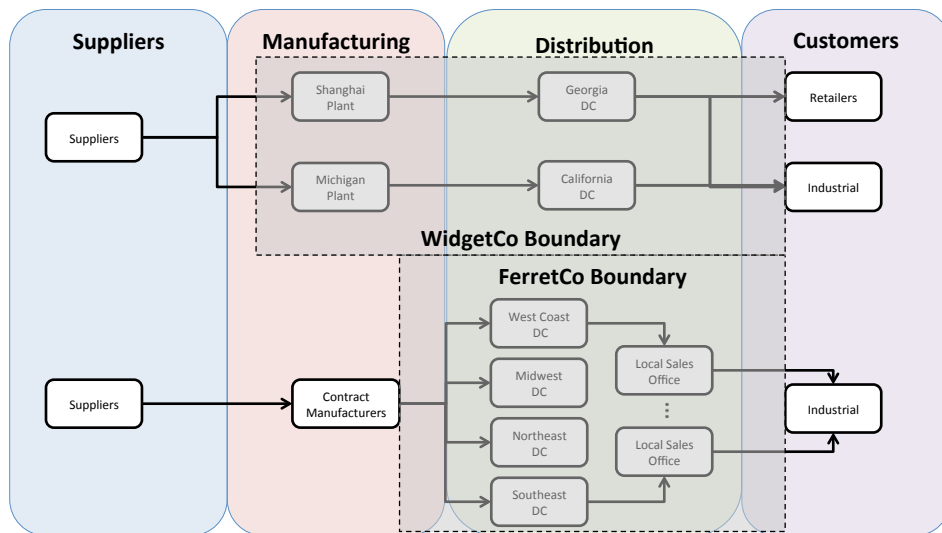 Suppliers
Manufacturing
Distribution
Customers
Shanghai
Plant
Georgia
DC
Retailers
Suppliers
Michigan
Plant
California
DC
Industrial
WidgetCo Boundary
FerretCo Boundary
West Coast
DC
Local Sales
Office
Midwest
DC
Suppliers
Contract
Manufacturers
Industrial
...
Northeast
DC
Local Sales
Office
Southeast
DC